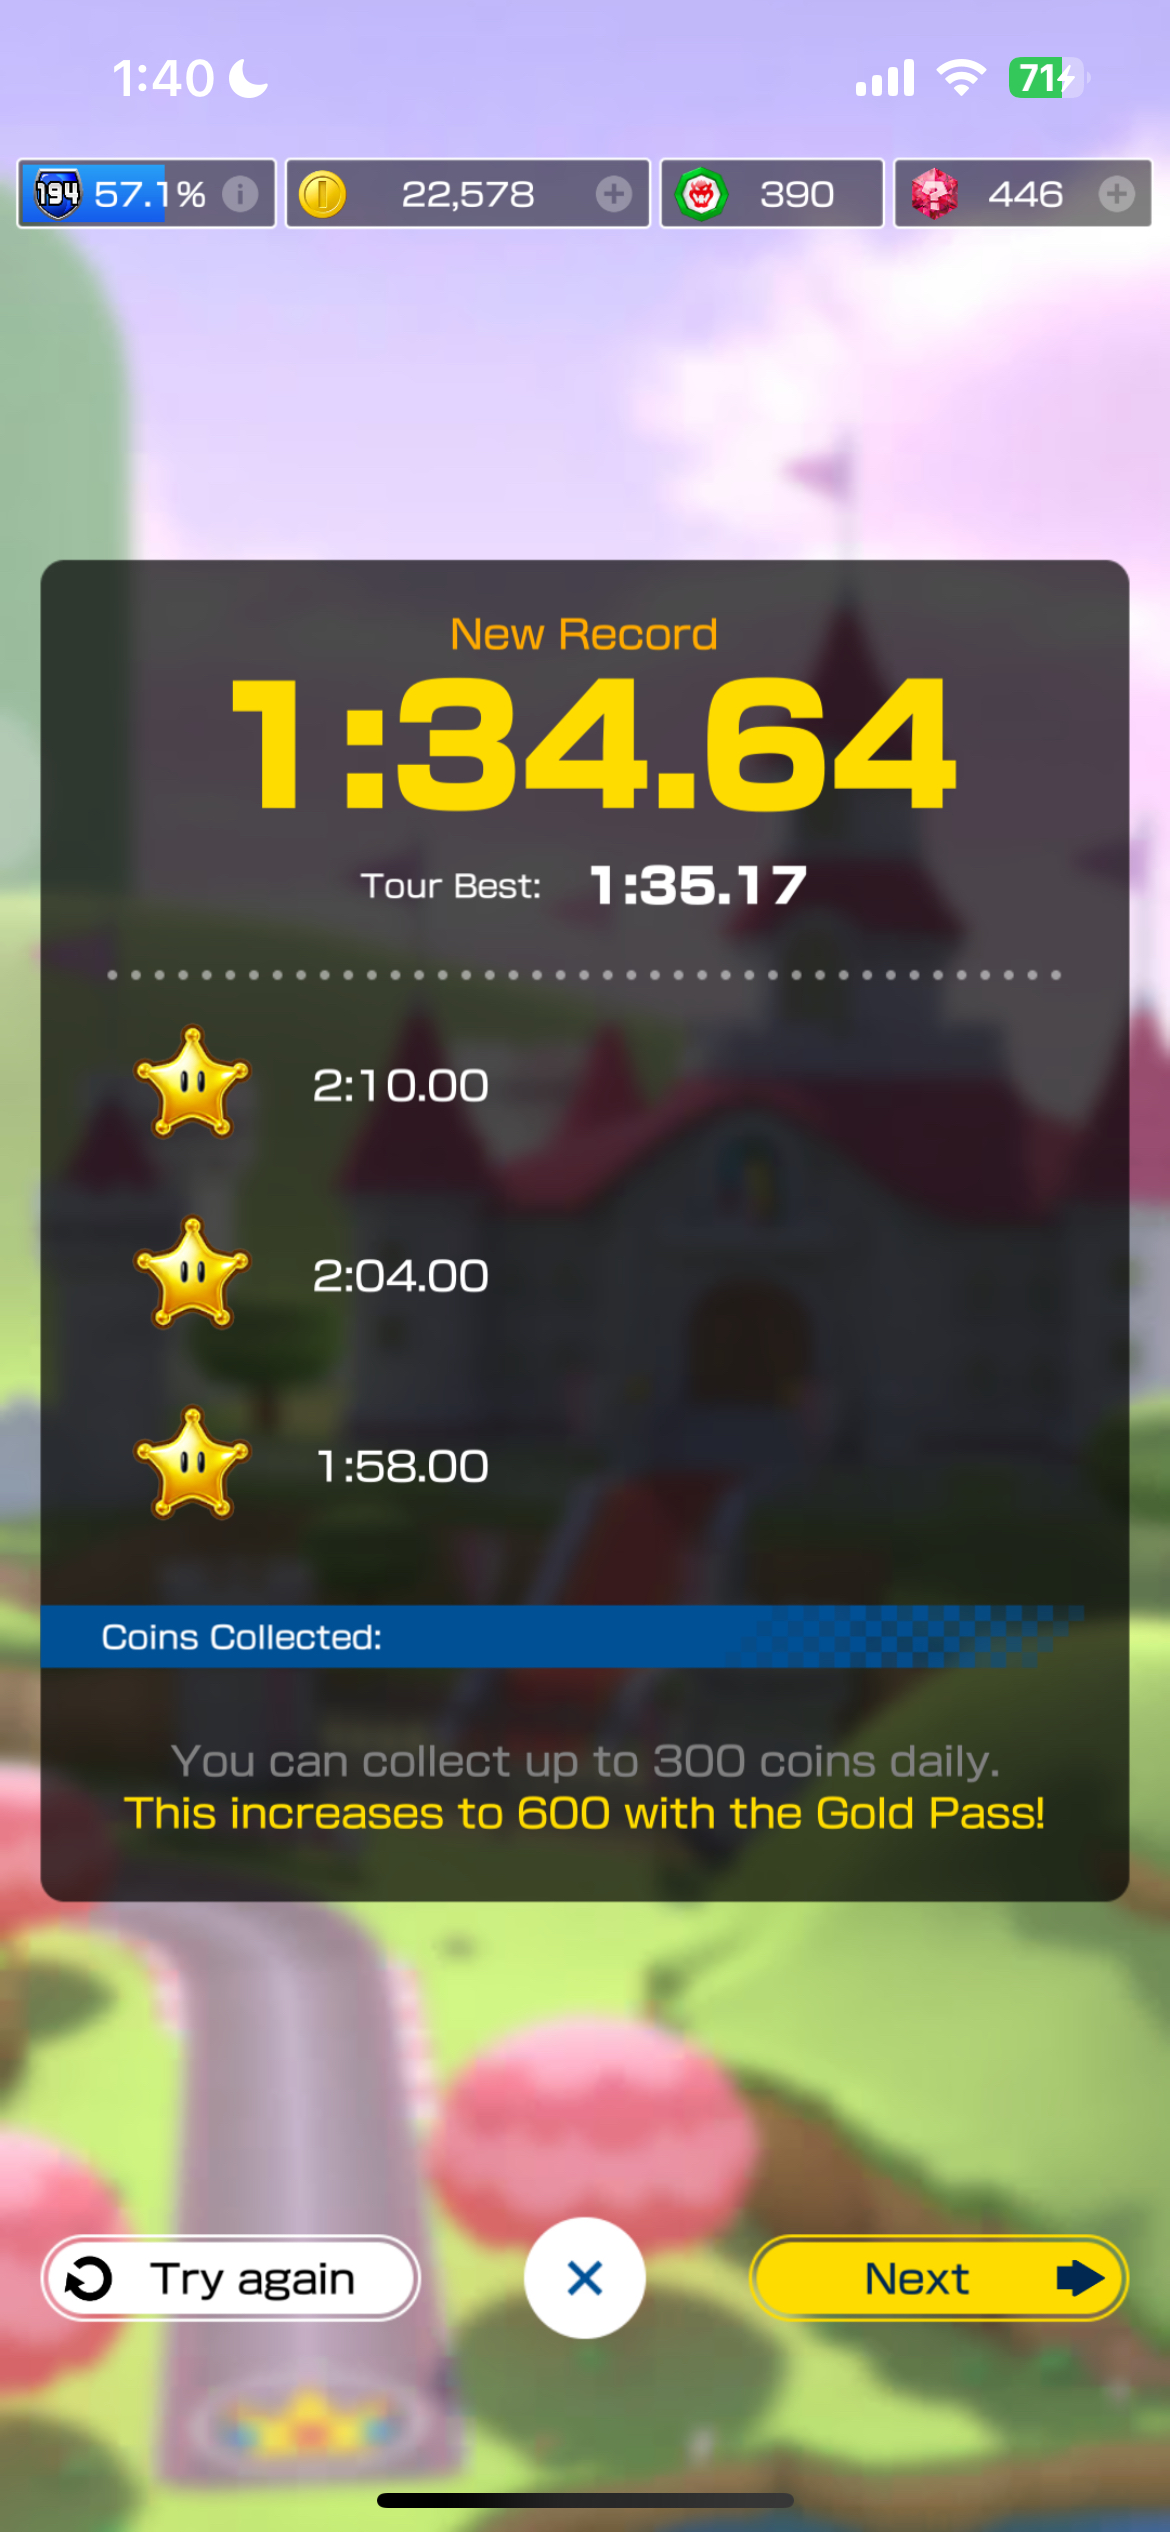 1:40
71
194 57.1% i
22,578 +
390
446 +
New Record
1:34.64
Tour Best: 1:35.17
2:10.00
2:04.00
1:58.00
Coins Collected:
You can collect up to 300 coins daily.
This increases to 600 with the Gold Pass!
Try again
Next